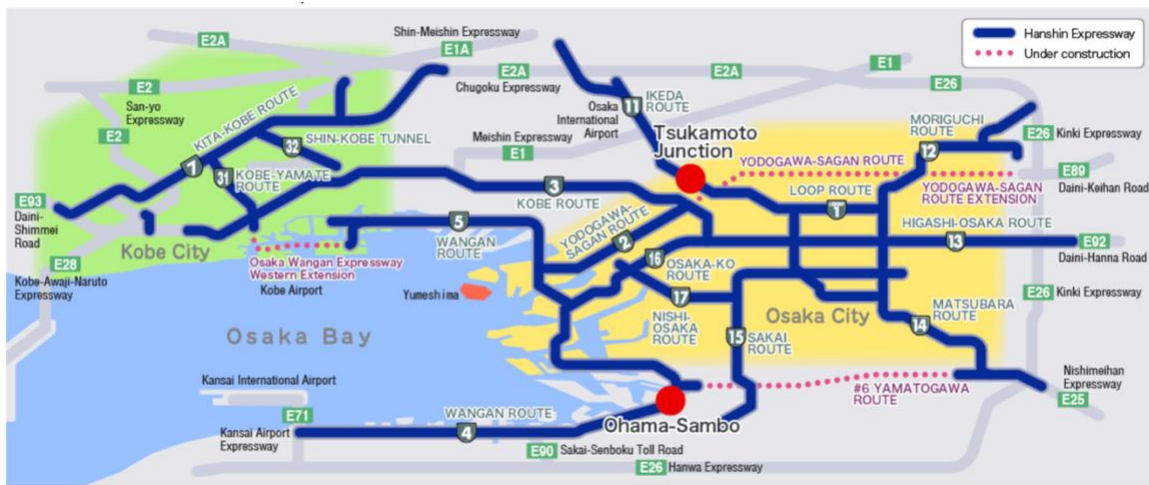 Shin-Meishin Expressway
Hanshin Expressway
Under construction
E2A
E1A
E2
E2A
Chugoku Expressway
San-yo
Expressway
E2
Meishin Expressway
E1
Osaka
International
Airport
11
IKEDA
ROUTE
E2A
E1
E26
MORIGUCHI
ROUTE
12
E26
Kinki Expressway
Tsukamoto
Junction
YODOGAWA-SAGAN ROUTE
YODOGAWA-SAGAN
ROUTE EXTENSION
E89
Daini-Keihan Road
KITA-KOBE ROUTE
7
32
SHIN-KOBE TUNNEL
31
KOBE-YAMATE
ROUTE
E93
Daini-
Shimmei
Road
Kobe City
3
KOBE ROUTE
LOOP ROUTE
1
HIGASHI-OSAKA ROUTE
13
E92
Daini-Hanna Road
5
WANGAN
ROUTE
YODOGAWA-
SAGAN ROUTE
2
16
OSAKA-KO
ROUTE
E28
Kobe-Awaji-Naruto
Expressway
Osaka Wangan Expressway
Western Extension
Kobe Airport
Yumeshima
17
NISHI-
OSAKA
ROUTE
15
SAKAI
ROUTE
Osaka City
MATSUBARA
ROUTE
14
E26
Kinki Expressway
Osaka Bay
Kansai International Airport
E71
Kansai Airport
Expressway
WANGAN ROUTE
4
Ohama-Sambo
#6 YAMATOGAWA
ROUTE
Nishimeihan
Expressway
E25
E90
Sakai-Senboku Toll Road
E26
Hanwa Expressway